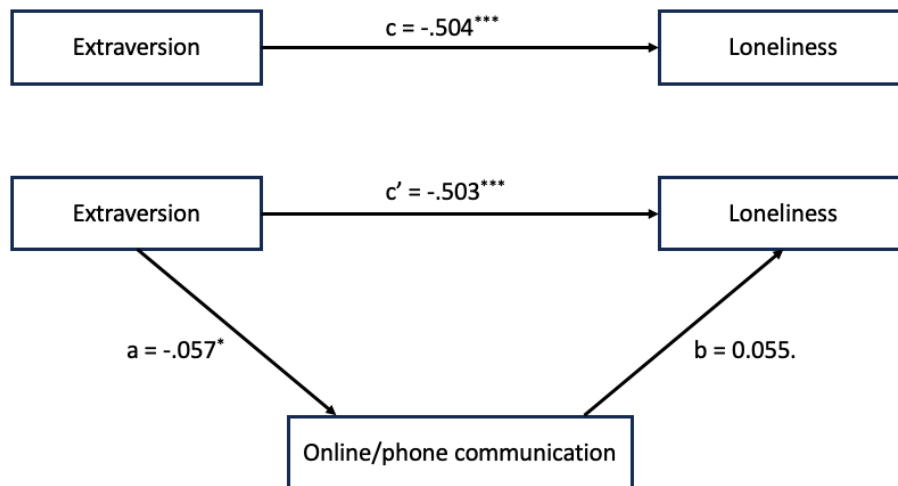 c = -.504***
Extraversion
Loneliness
c’ = -.503***
Extraversion
Loneliness
a = -.057*
b = 0.055.
Online/phone communication